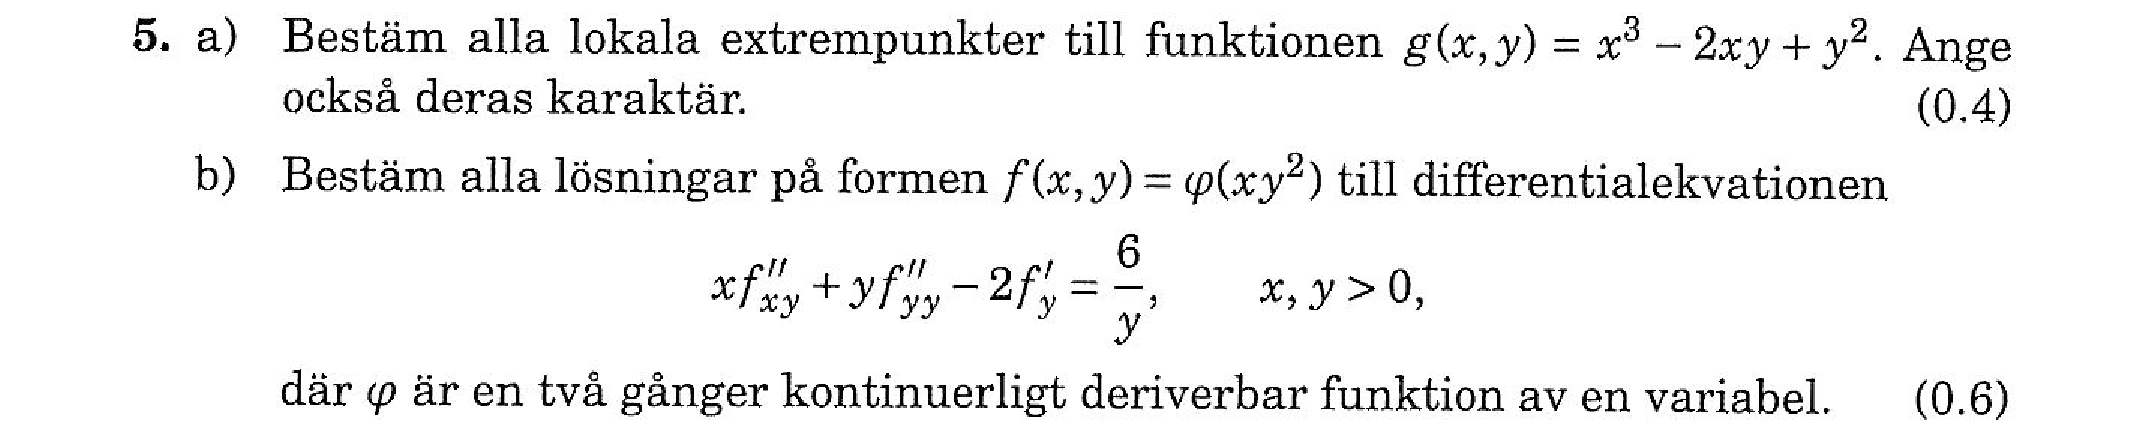 5. a) Bestäm alla lokala extrempunkter till funktionen g(x, y) = x³ − 2xy + y². Ange
också deras karaktär. (0.4)
b) Bestäm alla lösningar på formen f(x, y) = φ(xy²) till differentialekvationen
xf″xy + yf″yy − 2f′y = 6/y, x, y > 0,
där φ är en två gånger kontinuerligt deriverbar funktion av en variabel. (0.6)